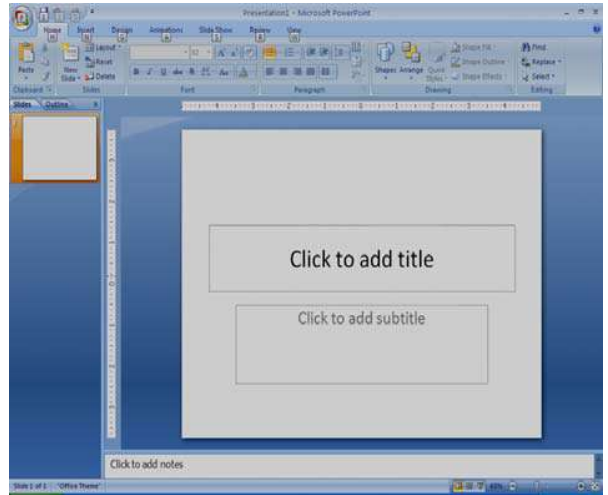 Presentation1 - Microsoft PowerPoint
Home Insert Design Animations Slide Show Review View
Paste
New Slide
Layout
Reset
Delete
Shapes Arrange Quick Styles
Shape Fill
Shape Outline
Shape Effects
Find
Replace
Select
Clipboard Slides Font Paragraph Drawing Editing
Slides Outline
Click to add title
Click to add subtitle
Click to add notes
Slide 1 of 1 "Office Theme"